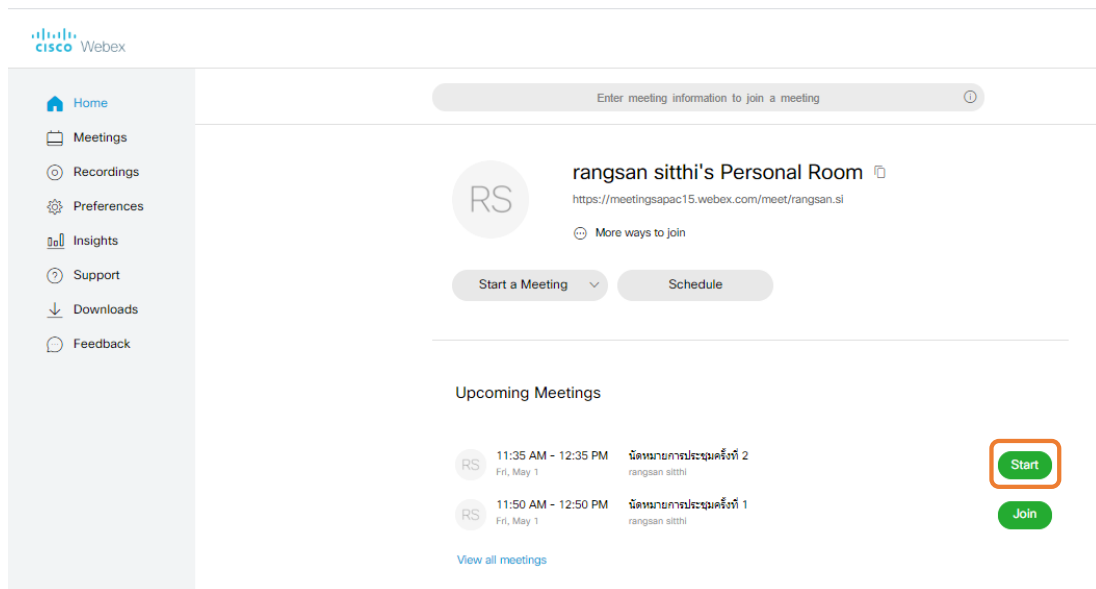 cisco Webex
Enter meeting information to join a meeting
Home
Meetings
Recordings
Preferences
Insights
Support
Downloads
Feedback
RS
rangsan sitthi's Personal Room
https://meetingsapac15.webex.com/meet/rangsan.si
More ways to join
Start a Meeting
Schedule
Upcoming Meetings
RS 11:35 AM - 12:35 PM นัดหมายการประชุมครั้งที่ 2 Start
Fri, May 1 rangsan sitthi
RS 11:50 AM - 12:50 PM นัดหมายการประชุมครั้งที่ 1 Join
Fri, May 1 rangsan sitthi
View all meetings